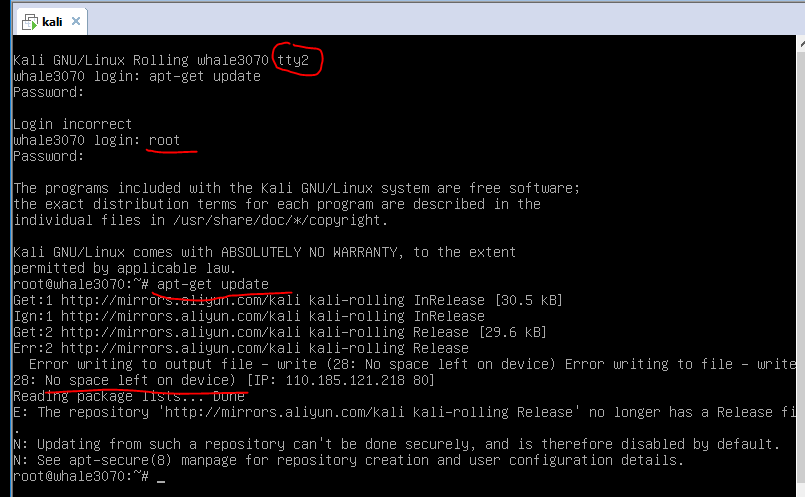 kali
Kali GNU/Linux Rolling whale3070 tty2
whale3070 login: apt-get update
Password:
Login incorrect
whale3070 login: root
Password:
The programs included with the Kali GNU/Linux system are free software;
the exact distribution terms for each program are described in the
individual files in /usr/share/doc/*/copyright.
Kali GNU/Linux comes with ABSOLUTELY NO WARRANTY, to the extent
permitted by applicable law.
root@whale3070:~# apt-get update
Get:1 http://mirrors.aliyun.com/kali kali-rolling InRelease [30.5 kB]
Ign:1 http://mirrors.aliyun.com/kali kali-rolling InRelease
Get:2 http://mirrors.aliyun.com/kali kali-rolling Release [29.6 kB]
Err:2 http://mirrors.aliyun.com/kali kali-rolling Release
Error writing to output file - write (28: No space left on device) Error writing to file - write
28: No space left on device) [IP: 110.185.121.218 80]
Reading package lists... Done
E: The repository 'http://mirrors.aliyun.com/kali kali-rolling Release' no longer has a Release fi
.
N: Updating from such a repository can't be done securely, and is therefore disabled by default.
N: See apt-secure(8) manpage for repository creation and user configuration details.
root@whale3070:~# _